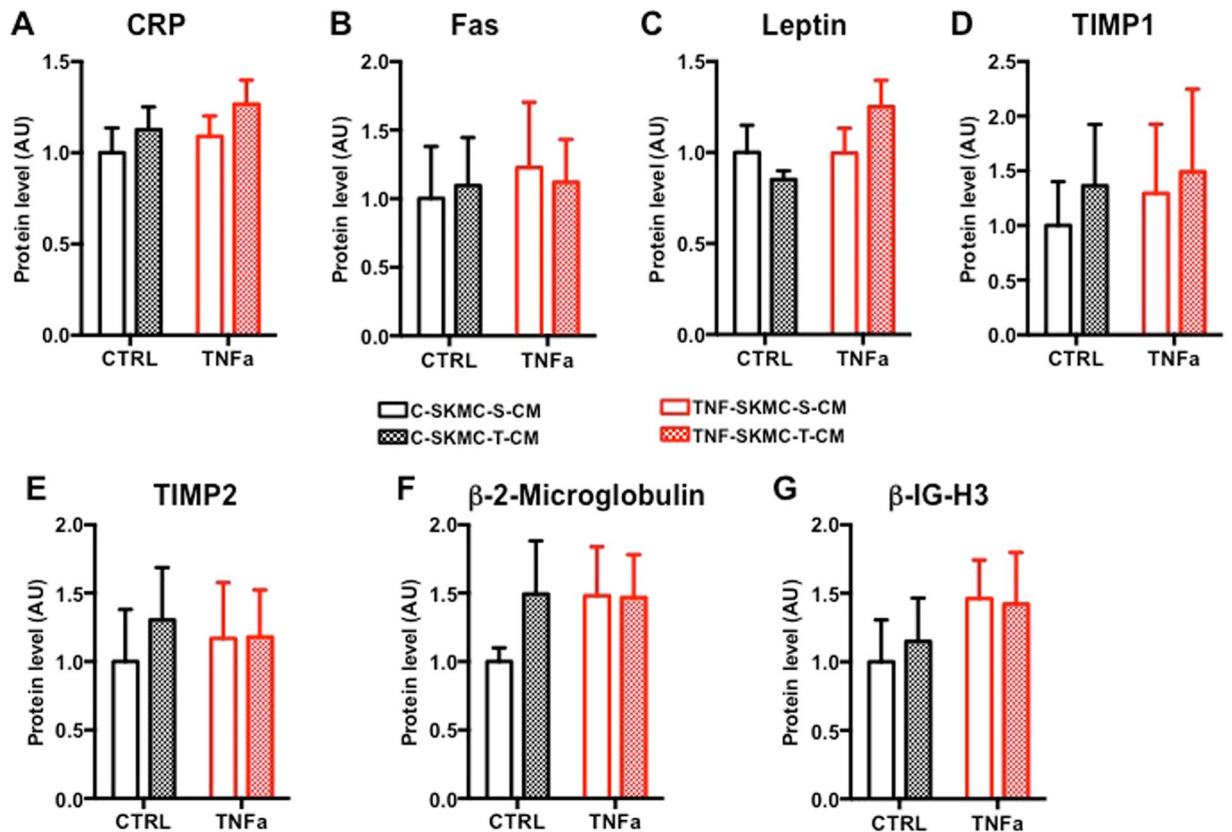 A CRP
B Fas
C Leptin
D TIMP1
Protein level (AU)
1.5
1.0
0.5
0.0
CTRL TNFa
Protein level (AU)
2.0
1.5
1.0
0.5
0.0
CTRL TNFa
Protein level (AU)
1.5
1.0
0.5
0.0
CTRL TNFa
Protein level (AU)
2.5
2.0
1.5
1.0
0.5
0.0
CTRL TNFa
C-SKMC-S-CM
C-SKMC-T-CM
TNF-SKMC-S-CM
TNF-SKMC-T-CM
E TIMP2
F β-2-Microglobulin
G β-IG-H3
Protein level (AU)
2.0
1.5
1.0
0.5
0.0
CTRL TNFa
Protein level (AU)
2.0
1.5
1.0
0.5
0.0
CTRL TNFa
Protein level (AU)
2.0
1.5
1.0
0.5
0.0
CTRL TNFa